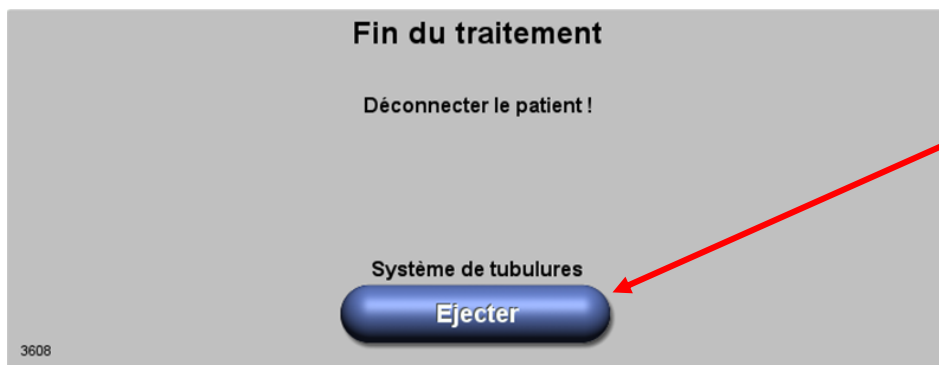 Fin du traitement
Déconnecter le patient !
Système de tubulures
Ejecter
3608